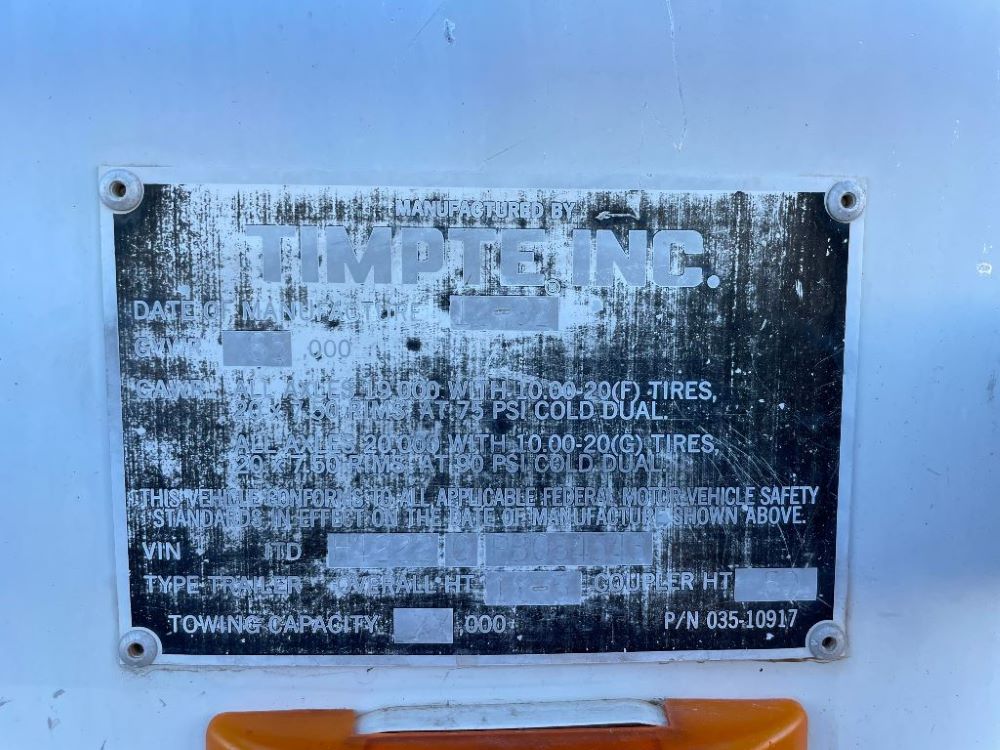 MANUFACTURED BY
TIMPTE INC.
DATE OF MANUFACTURE
GVWR ,000
GAWR ALL AXLES 19,000 WITH 10.00-20(F) TIRES,
20 X 7.50 RIMS, AT 75 PSI COLD DUAL.
ALL AXLES 20,000 WITH 10.00-20(G) TIRES,
20 X 7.50 RIMS, AT 90 PSI COLD DUAL.
THIS VEHICLE CONFORMS TO ALL APPLICABLE FEDERAL MOTOR VEHICLE SAFETY
STANDARDS IN EFFECT ON THE DATE OF MANUFACTURE SHOWN ABOVE.
VIN ITD
TYPE TRAILER OVERALL HT COUPLER HT
TOWING CAPACITY ,000 P/N 035-10917